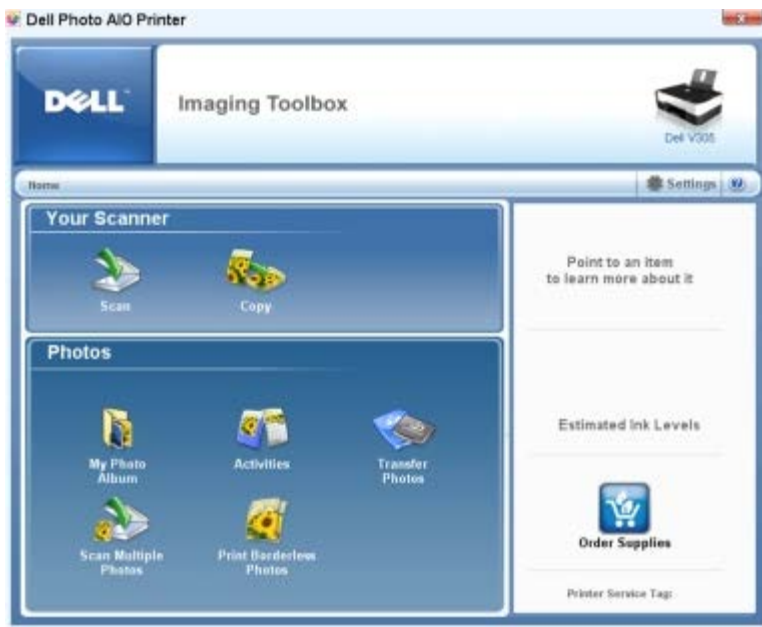 Dell Photo AIO Printer
DELL
Imaging Toolbox
Dell V305
Home
Settings
?
Your Scanner
Scan
Copy
Point to an item
to learn more about it
Photos
My Photo
Album
Activities
Transfer
Photos
Scan Multiple
Photos
Print Borderless
Photos
Estimated Ink Levels
Order Supplies
Printer Service Tag: